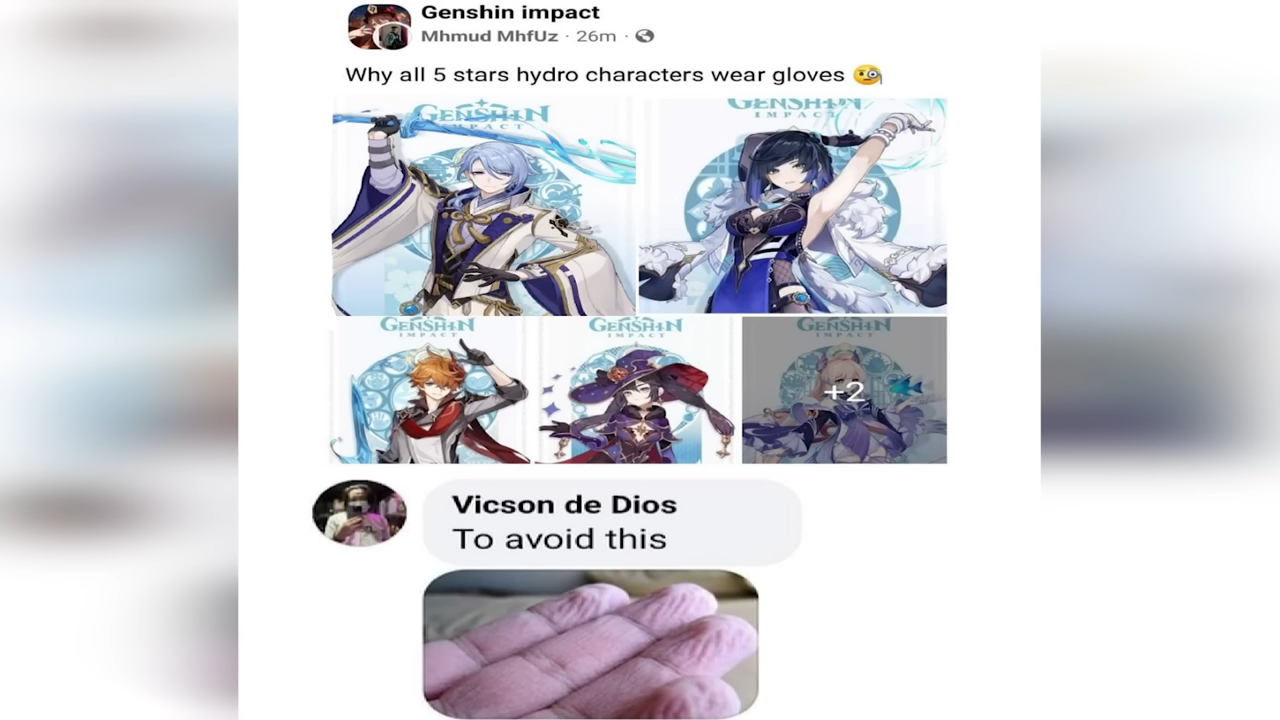 Genshin impact
Mhmud MhfUz · 26m ·
Why all 5 stars hydro characters wear gloves
GENSHIN
IMPACT
GENSHIN
IMPACT
GENSHIN
IMPACT
GENSHIN
IMPACT
GENSHIN
IMPACT
+2
Vicson de Dios
To avoid this